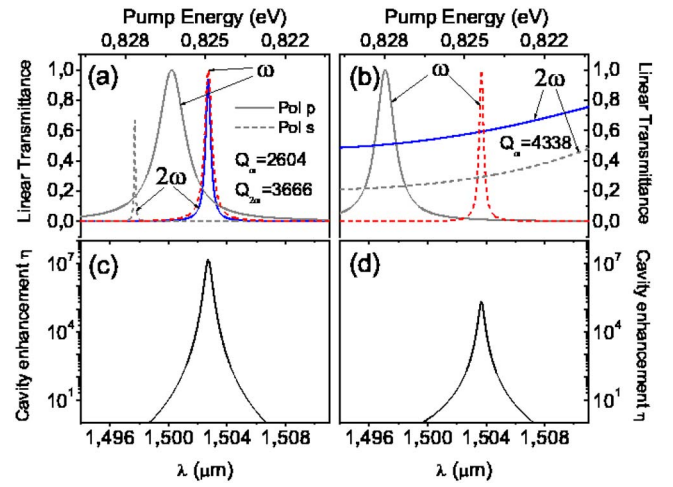 Pump Energy (eV)
0,828 0,825 0,822
Pump Energy (eV)
0,828 0,825 0,822
Linear Transmittance
1,0
0,8
0,6
0,4
0,2
0,0
(a)
ω
Pol p
Pol s
2ω
Qω=2604
Q2ω=3666
(b)
ω
2ω
Qω=4338
1,0
0,8
0,6
0,4
0,2
0,0
Linear Transmittance
Cavity enhancement η
10^7
10^4
10^1
(c)
1,496 1,500 1,504 1,508
λ (μm)
(d)
1,496 1,500 1,504 1,508
λ (μm)
10^7
10^4
10^1
Cavity enhancement η